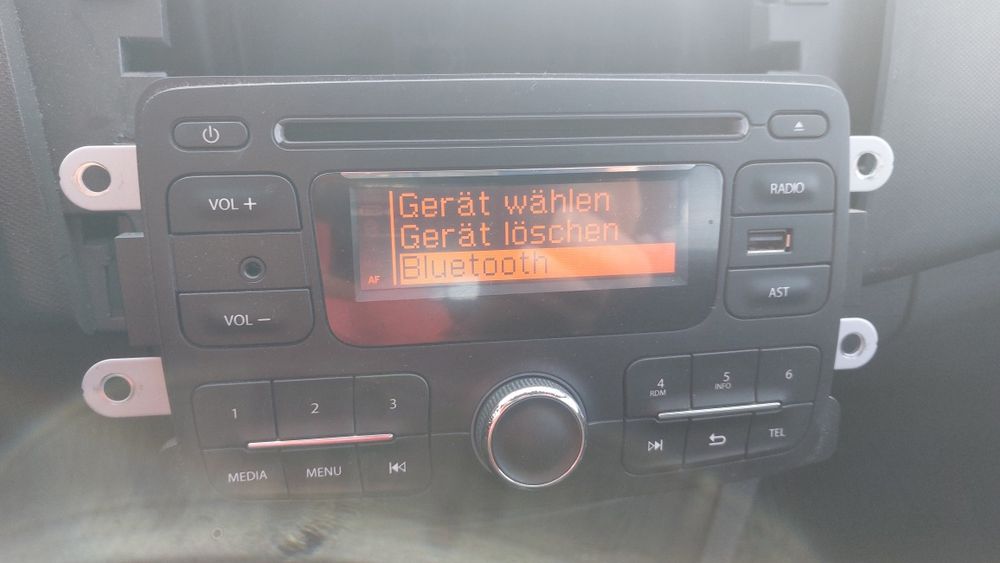 VOL +
VOL –
Gerät wählen
Gerät löschen
Bluetooth
AF
RADIO
AST
1
2
3
MEDIA
MENU
4
RDM
5
INFO
6
TEL